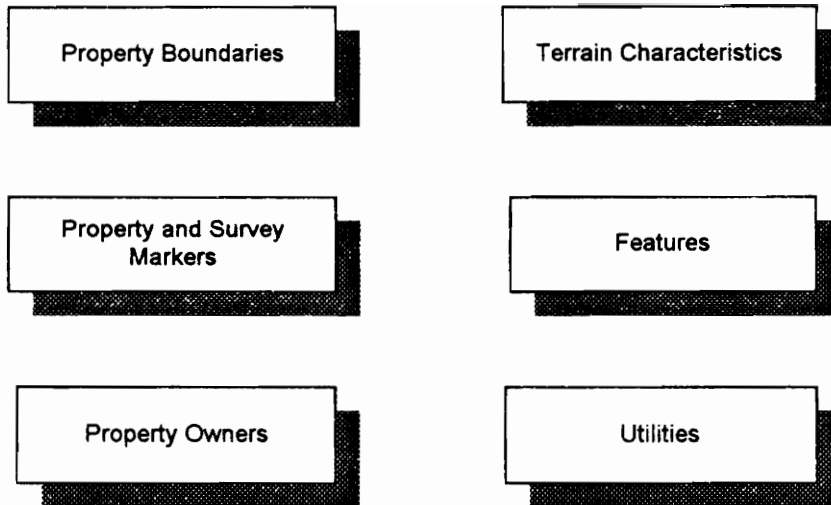 Property Boundaries
Terrain Characteristics
Property and Survey
Markers
Features
Property Owners
Utilities